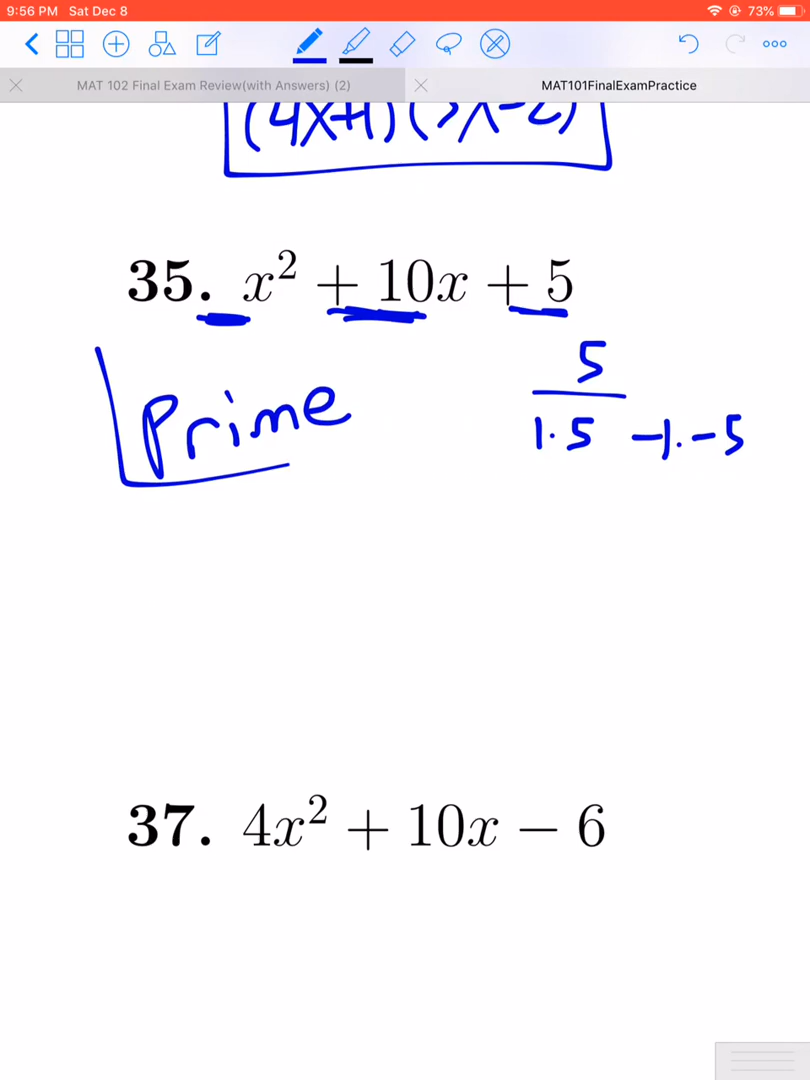 9:56 PM Sat Dec 8 73%
MAT 102 Final Exam Review(with Answers) (2) MAT101FinalExamPractice
35. x² + 10x + 5
5
Prime 1·5 -1·-5
37. 4x² + 10x − 6